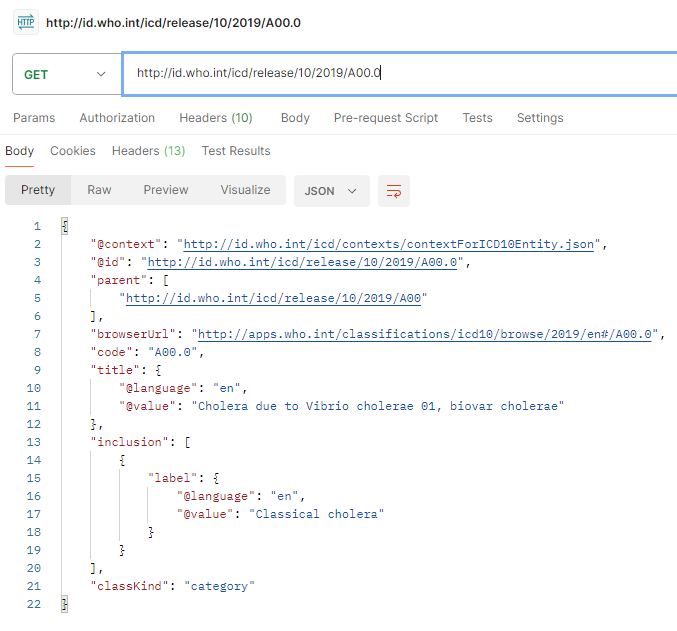 HTTP http://id.who.int/icd/release/10/2019/A00.0
GET http://id.who.int/icd/release/10/2019/A00.0
Params Authorization Headers (10) Body Pre-request Script Tests Settings
Body Cookies Headers (13) Test Results
Pretty Raw Preview Visualize JSON
1 {
2 "@context": "http://id.who.int/icd/contexts/contextForICD10Entity.json",
3 "@id": "http://id.who.int/icd/release/10/2019/A00.0",
4 "parent": [
5 "http://id.who.int/icd/release/10/2019/A00"
6 ],
7 "browserUrl": "http://apps.who.int/classifications/icd10/browse/2019/en#/A00.0",
8 "code": "A00.0",
9 "title": {
10 "@language": "en",
11 "@value": "Cholera due to Vibrio cholerae 01, biovar cholerae"
12 },
13 "inclusion": [
14 {
15 "label": {
16 "@language": "en",
17 "@value": "Classical cholera"
18 }
19 }
20 ],
21 "classKind": "category"
22 }